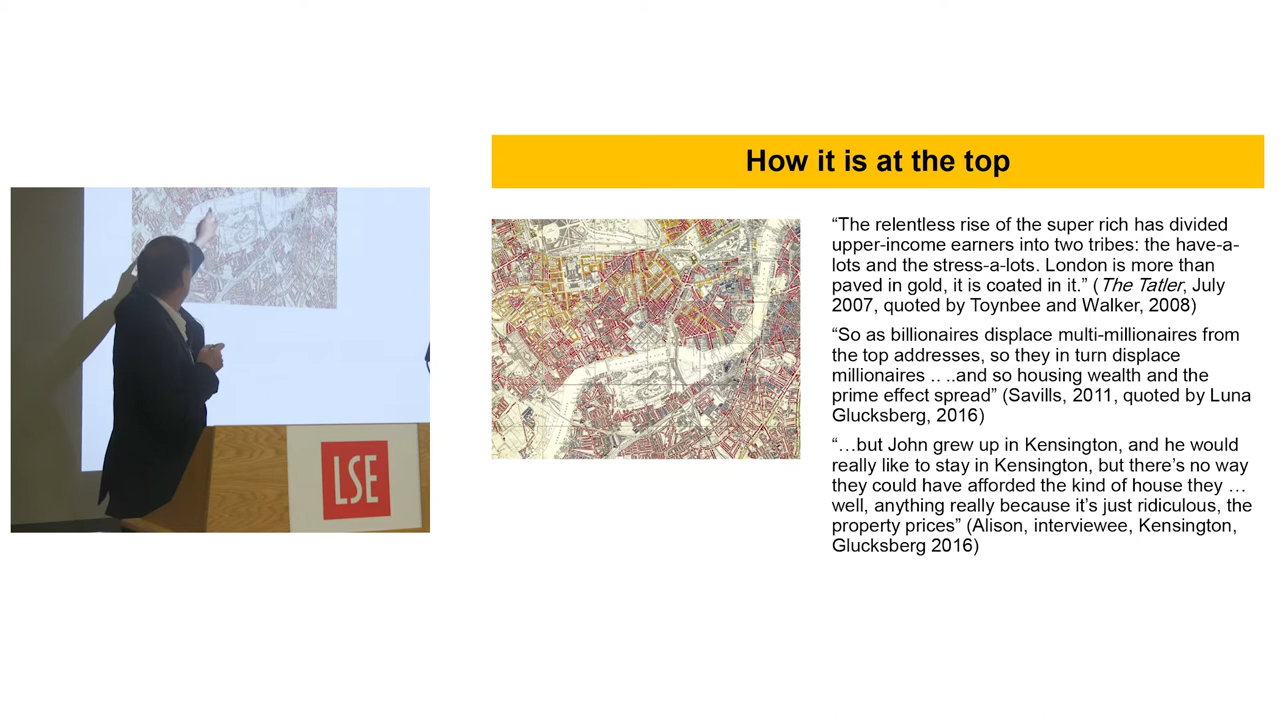 How it is at the top
“The relentless rise of the super rich has divided
upper-income earners into two tribes: the have-a-
lots and the stress-a-lots. London is more than
paved in gold, it is coated in it.” (The Tatler, July
2007, quoted by Toynbee and Walker, 2008)
“So as billionaires displace multi-millionaires from
the top addresses, so they in turn displace
millionaires .. ..and so housing wealth and the
prime effect spread” (Savills, 2011, quoted by Luna
Glucksberg, 2016)
“…but John grew up in Kensington, and he would
really like to stay in Kensington, but there’s no way
they could have afforded the kind of house they …
well, anything really because it’s just ridiculous, the
property prices” (Alison, interviewee, Kensington,
Glucksberg 2016)
LSE